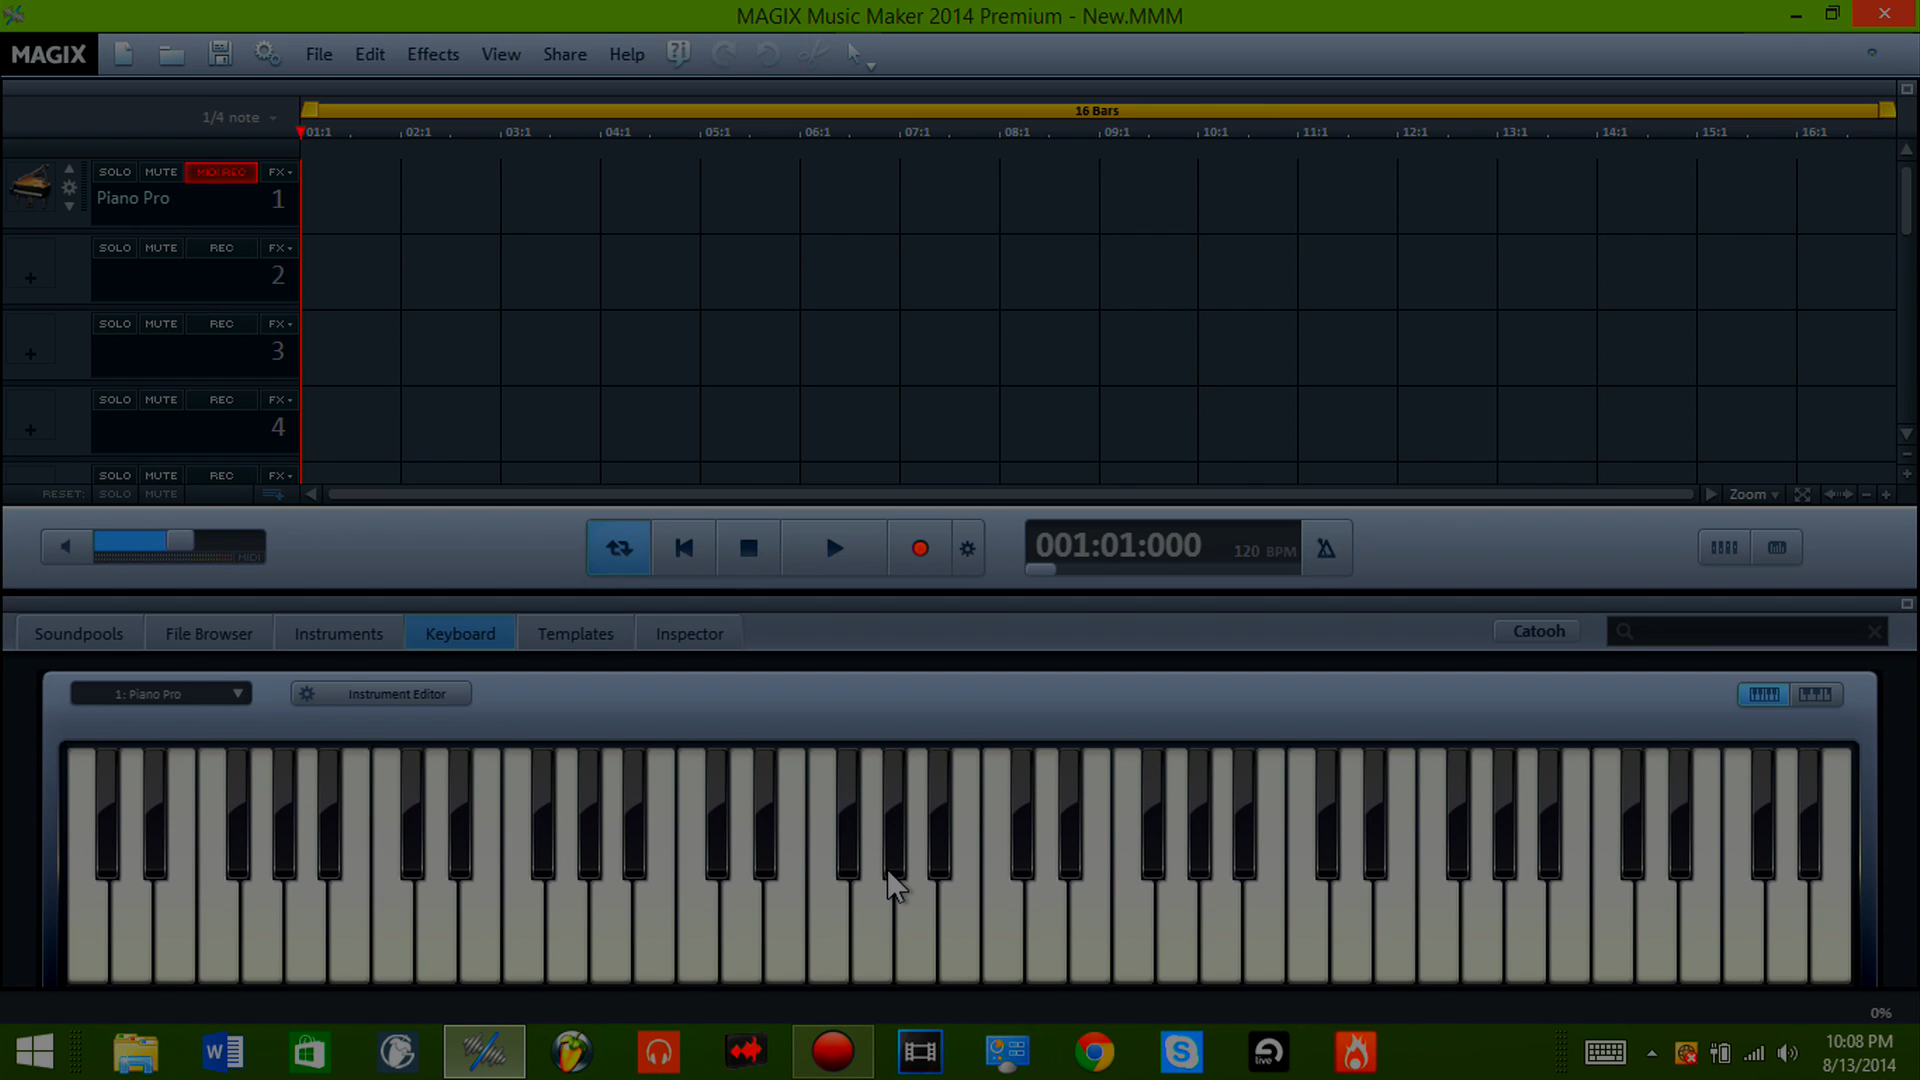 MAGIX Music Maker 2014 Premium - New.MMM
MAGIX File Edit Effects View Share Help
16 Bars
1/4 note 01:1 02:1 03:1 04:1 05:1 06:1 07:1 08:1 09:1 10:1 11:1 12:1 13:1 14:1 15:1 16:1
SOLO MUTE MIDI REC FX
Piano Pro 1
SOLO MUTE REC FX
2
SOLO MUTE REC FX
3
SOLO MUTE REC FX
4
SOLO MUTE REC FX
RESET: SOLO MUTE Zoom
001:01:000 120 BPM
MIDI
Soundpools File Browser Instruments Keyboard Templates Inspector Catooh
1: Piano Pro Instrument Editor
0%
10:08 PM
8/13/2014
W
S
live